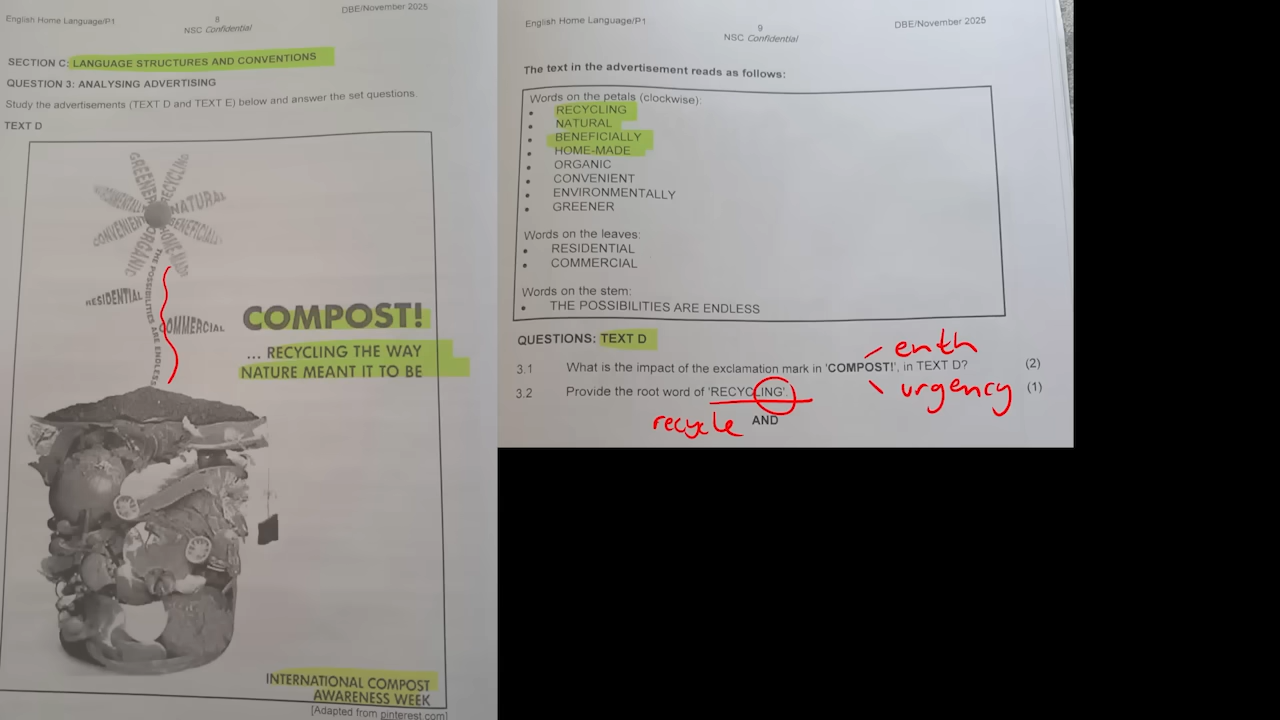 English Home Language/P1
8
NSC Confidential
DBE/November 2025
SECTION C: LANGUAGE STRUCTURES AND CONVENTIONS
QUESTION 3: ANALYSING ADVERTISING
Study the advertisements (TEXT D and TEXT E) below and answer the set questions.
TEXT D
GREENER
RECYCLING
NATURAL
BENEFICIALLY
HOME-MADE
ORGANIC
CONVENIENT
ENVIRONMENTALLY
THE POSSIBILITIES ARE ENDLESS
RESIDENTIAL
COMMERCIAL
COMPOST!
... RECYCLING THE WAY
NATURE MEANT IT TO BE
INTERNATIONAL COMPOST
AWARENESS WEEK
[Adapted from pinterest.com]
English Home Language/P1
9
NSC Confidential
DBE/November 2025
The text in the advertisement reads as follows:
Words on the petals (clockwise):
• RECYCLING
• NATURAL
• BENEFICIALLY
• HOME-MADE
• ORGANIC
• CONVENIENT
• ENVIRONMENTALLY
• GREENER
Words on the leaves:
• RESIDENTIAL
• COMMERCIAL
Words on the stem:
• THE POSSIBILITIES ARE ENDLESS
QUESTIONS: TEXT D
enth
3.1 What is the impact of the exclamation mark in 'COMPOST!', in TEXT D? (2)
urgency
3.2 Provide the root word of 'RECYCLING'. (1)
recycle
AND